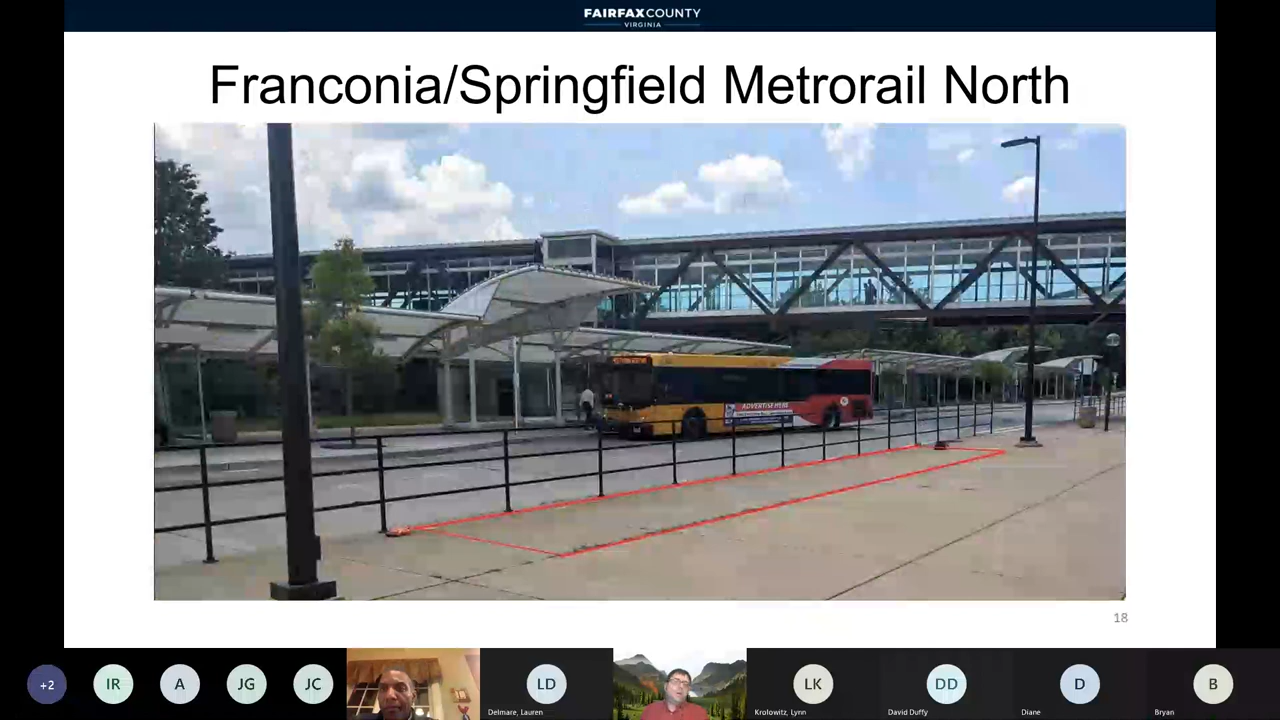 FAIRFAX COUNTY
VIRGINIA
Franconia/Springfield Metrorail North
ADVERTISE HERE
18
+2
IR
A
JG
JC
LD
Delmare, Lauren
LK
Krolowitz, Lynn
DD
David Duffy
D
Diane
B
Bryan